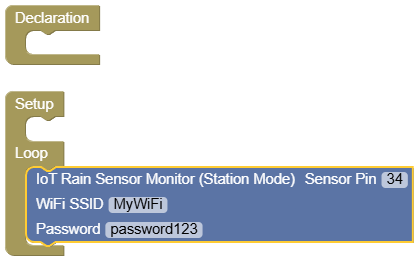 Declaration
Setup
Loop
IoT Rain Sensor Monitor (Station Mode) Sensor Pin 34
WiFi SSID MyWiFi
Password password123